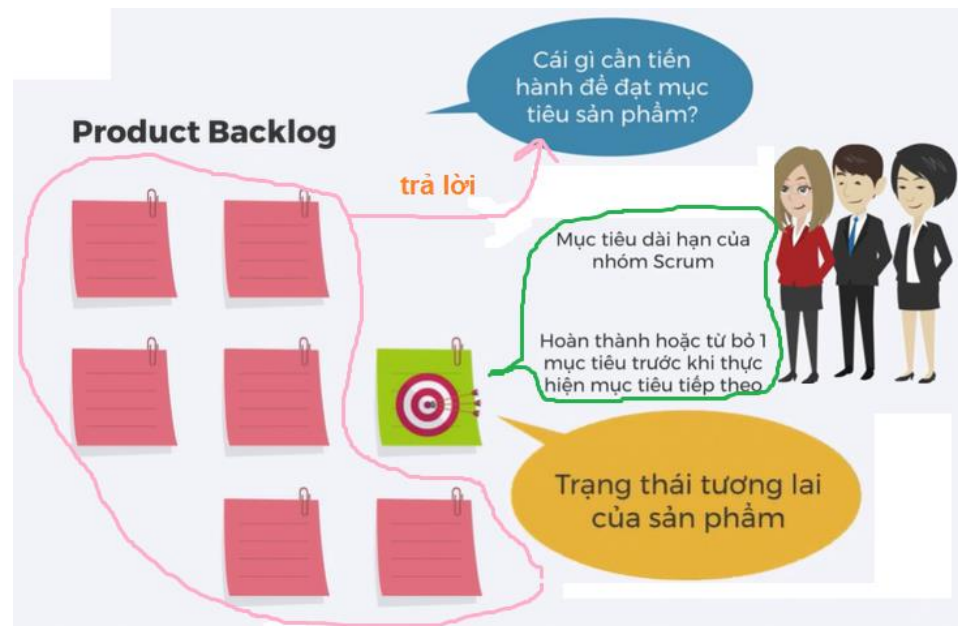 Cái gì cần tiến
hành để đạt mục
tiêu sản phẩm?
Product Backlog
trả lời
Mục tiêu dài hạn của
nhóm Scrum
Hoàn thành hoặc từ bỏ 1
mục tiêu trước khi thực
hiện mục tiêu tiếp theo
Trạng thái tương lai
của sản phẩm